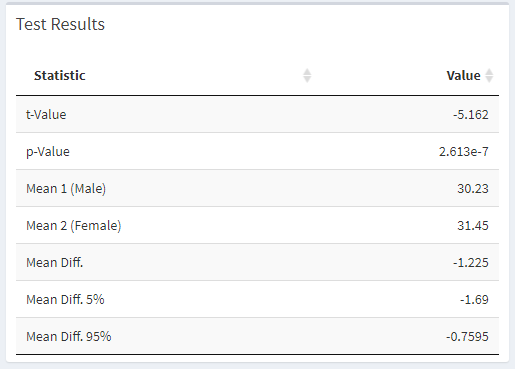 Test Results
Statistic Value
t-Value -5.162
p-Value 2.613e-7
Mean 1 (Male) 30.23
Mean 2 (Female) 31.45
Mean Diff. -1.225
Mean Diff. 5% -1.69
Mean Diff. 95% -0.7595